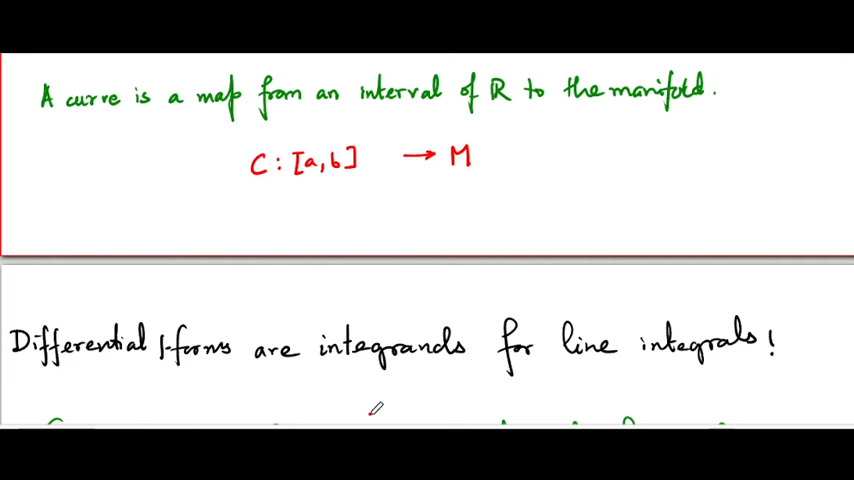 A curve is a map from an interval of ℝ to the manifold.
C : [a, b] → M
Differential 1-forms are integrands for line integrals!